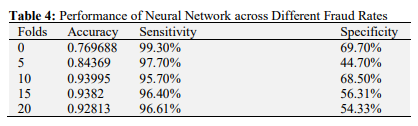 Table 4: Performance of Neural Network across Different Fraud Rates
Folds Accuracy Sensitivity Specificity
0 0.769688 99.30% 69.70%
5 0.84369 97.70% 44.70%
10 0.93995 95.70% 68.50%
15 0.9382 96.40% 56.31%
20 0.92813 96.61% 54.33%